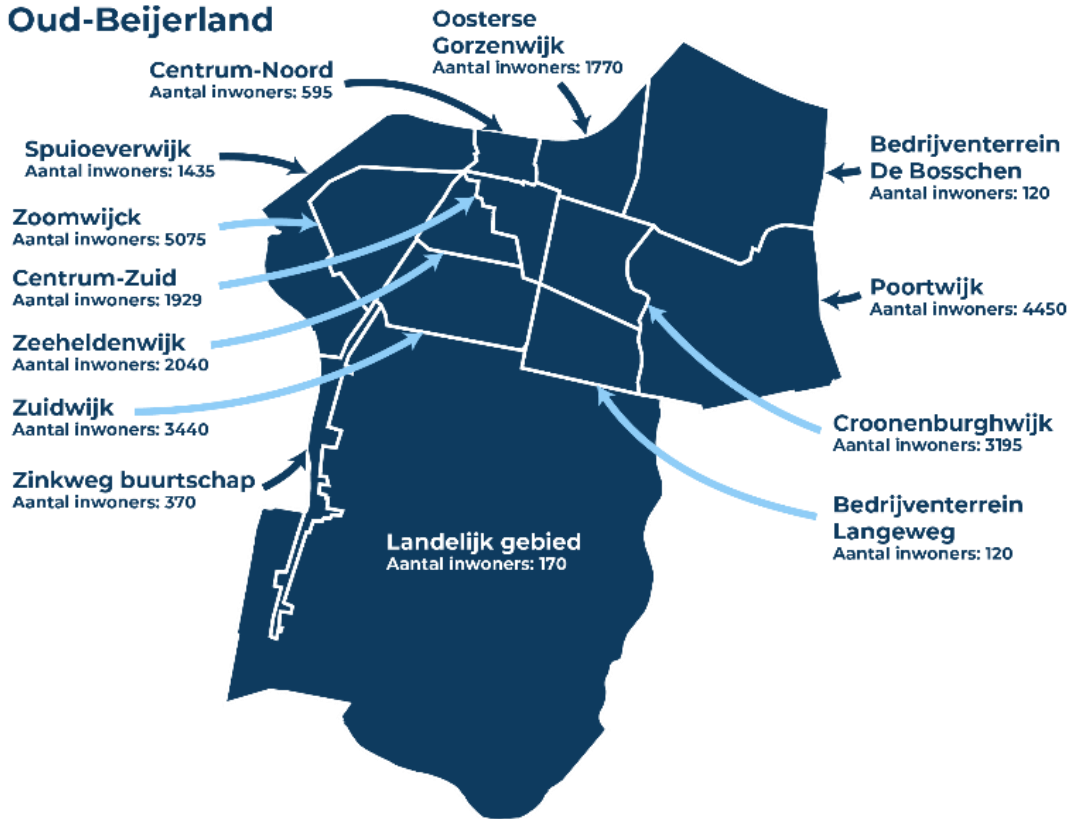 Oud-Beijerland
Oosterse
Gorzenwijk
Aantal inwoners: 1770
Centrum-Noord
Aantal inwoners: 595
Spuioeverwijk
Aantal inwoners: 1435
Bedrijventerrein
De Bosschen
Aantal inwoners: 120
Zoomwijck
Aantal inwoners: 5075
Centrum-Zuid
Aantal inwoners: 1929
Poortwijk
Aantal inwoners: 4450
Zeeheldenwijk
Aantal inwoners: 2040
Zuidwijk
Aantal inwoners: 3440
Croonenburghwijk
Aantal inwoners: 3195
Zinkweg buurtschap
Aantal inwoners: 370
Bedrijventerrein
Langeweg
Aantal inwoners: 120
Landelijk gebied
Aantal inwoners: 170